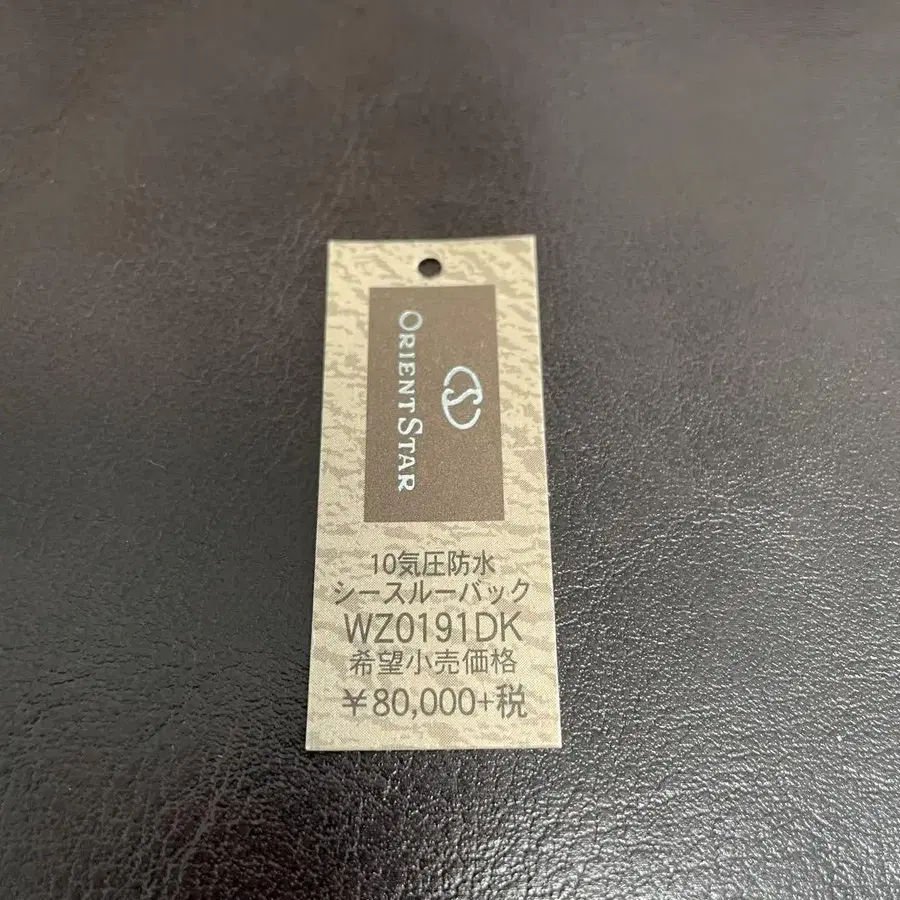 ORIENT STAR
10気圧防水
シースルーバック
WZ0191DK
希望小売価格
¥80,000+税